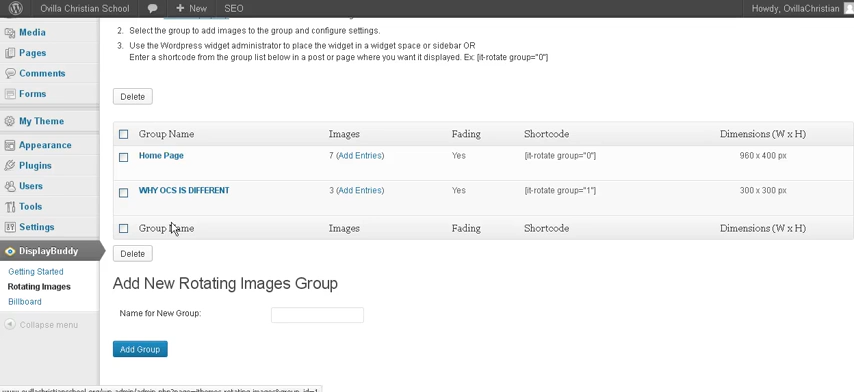 Ovilla Christian School
+ New
SEO
Howdy, OvillaChristian
Media
Pages
Comments
Forms
My Theme
Appearance
Plugins
Users
Tools
Settings
DisplayBuddy
Getting Started
Rotating Images
Billboard
Collapse menu
2. Select the group to add images to the group and configure settings.
3. Use the Wordpress widget administrator to place the widget in a widget space or sidebar OR
Enter a shortcode from the group list below in a post or page where you want it displayed. Ex: [it-rotate group="0"]
Delete
Group Name Images Fading Shortcode Dimensions (W x H)
Home Page 7 (Add Entries) Yes [it-rotate group="0"] 960 x 400 px
WHY OCS IS DIFFERENT 3 (Add Entries) Yes [it-rotate group="1"] 300 x 300 px
Group Name Images Fading Shortcode Dimensions (W x H)
Delete
Add New Rotating Images Group
Name for New Group:
Add Group